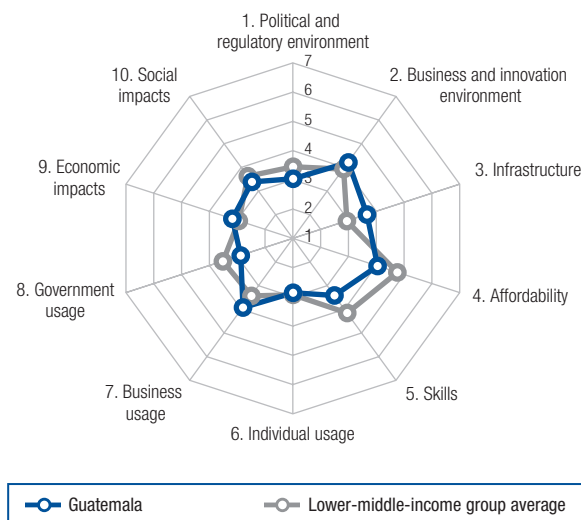 1. Political and
regulatory environment
2. Business and innovation
environment
3. Infrastructure
4. Affordability
5. Skills
6. Individual usage
7. Business
usage
8. Government
usage
9. Economic
impacts
10. Social
impacts
7
6
5
4
3
2
1
Guatemala
Lower-middle-income group average